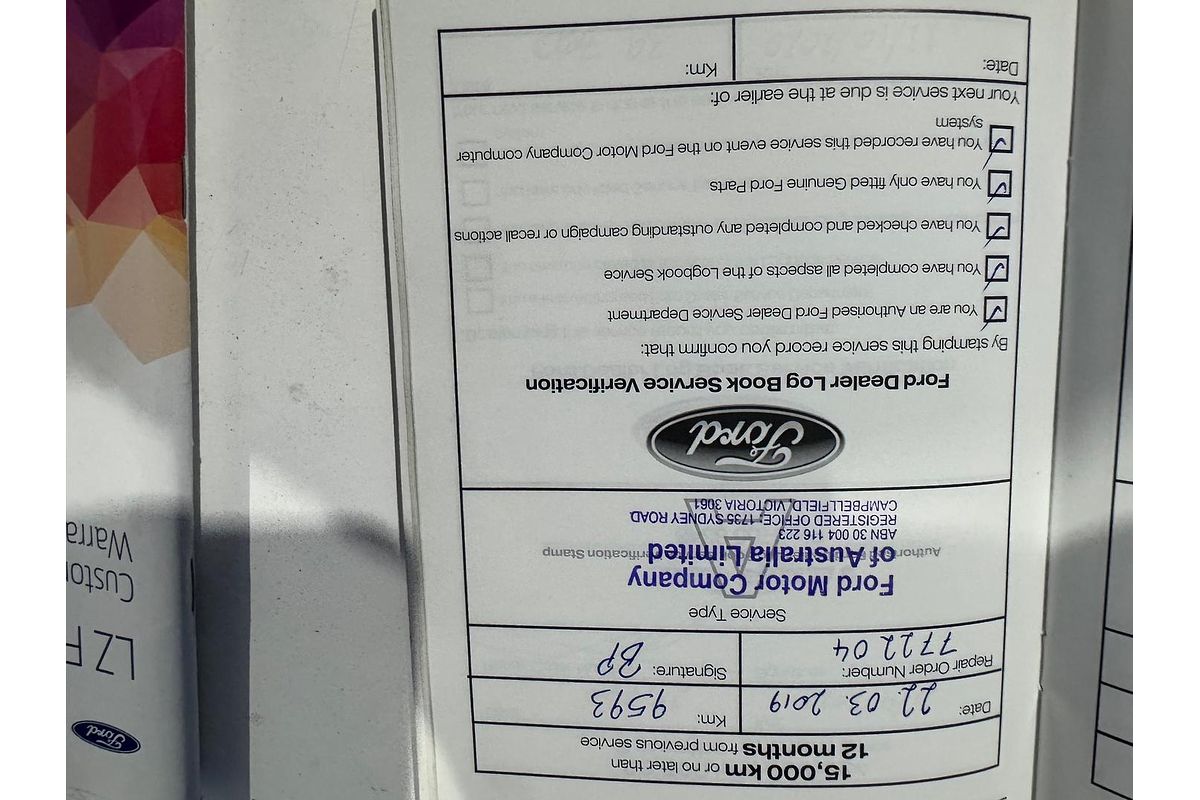 15,000 km or no later than
12 months from previous service
Date: 22.03.2019 Km: 9593
Repair Order Number: 772204 Signature: BP
Service Type
Ford Motor Company
of Australia Limited
ABN 30 004 116 223
REGISTERED OFFICE - 1735 SYDNEY ROAD,
CAMPBELLFIELD, VICTORIA 3061
Stamp
Ford
Ford Dealer Log Book Service Verification
By stamping this service record you confirm that:
You are an Authorised Ford Dealer Service Department
You have completed all aspects of the Logbook Service
You have checked and completed any outstanding campaign or recall actions
You have only fitted Genuine Ford Parts
You have recorded this service event on the Ford Motor Company computer
system
Your next service is due at the earlier of:
Date: Km:
Ford
LZ F
Custo
Warra